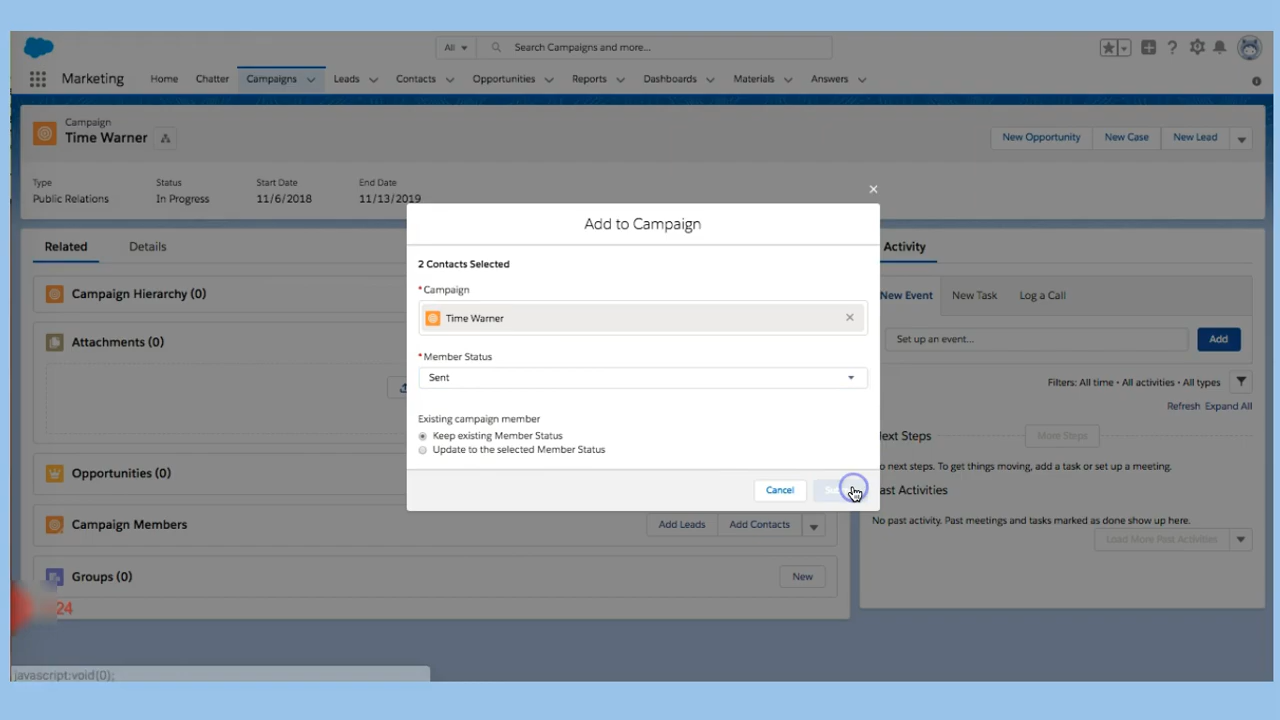 All
Search Campaigns and more...
Marketing
Home
Chatter
Campaigns
Leads
Contacts
Opportunities
Reports
Dashboards
Materials
Answers
Campaign
Time Warner
New Opportunity
New Case
New Lead
Type
Status
Start Date
End Date
Public Relations
In Progress
11/6/2018
11/13/2019
Add to Campaign
2 Contacts Selected
*Campaign
Time Warner
*Member Status
Sent
Existing campaign member
Keep existing Member Status
Update to the selected Member Status
Cancel
Related
Details
Campaign Hierarchy (0)
Attachments (0)
Opportunities (0)
Campaign Members
Add Leads
Add Contacts
Groups (0)
New
24
Activity
New Event
New Task
Log a Call
Set up an event...
Add
Filters: All time • All activities • All types
Refresh
Expand All
More Steps
next steps. To get things moving, add a task or set up a meeting.
Activities
No past activity. Past meetings and tasks marked as done show up here.
Load More Past Activities
javascript:void(0);